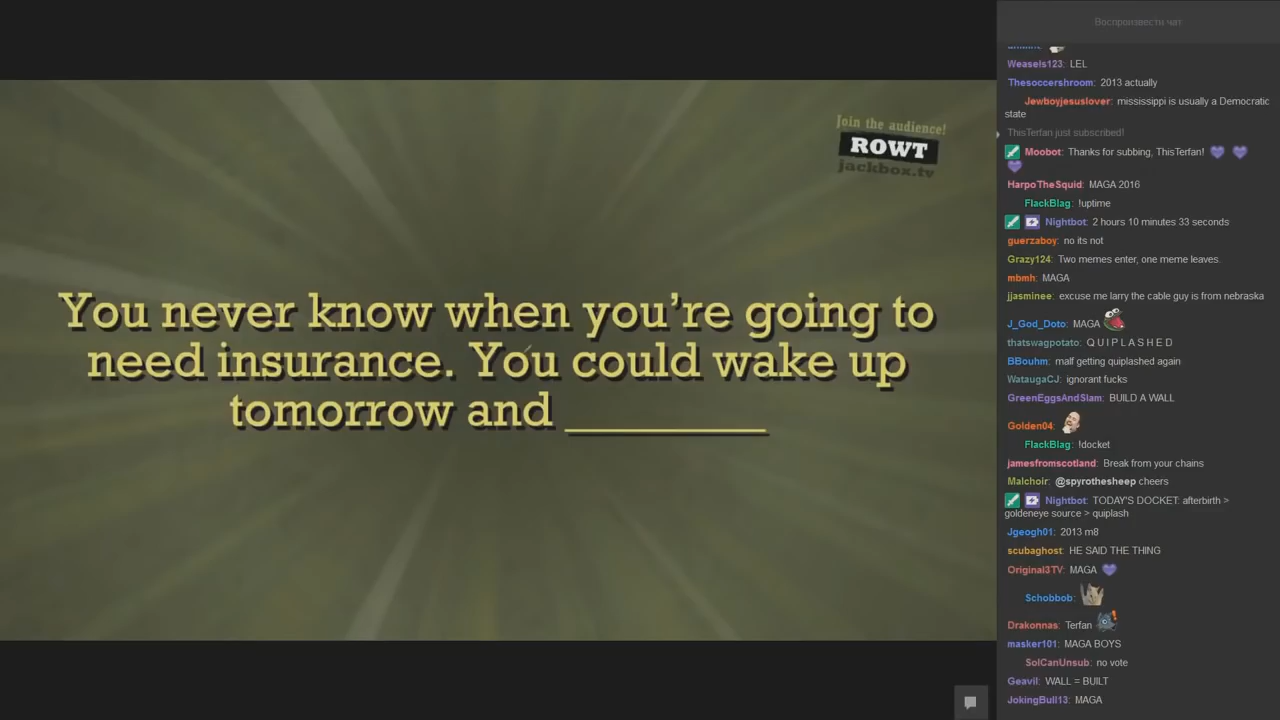 Join the audience!
ROWT
jackbox.tv
You never know when you're going to
need insurance. You could wake up
tomorrow and __________
Воспроизвести чат
Weasels123: LEL
Thesoccershroom: 2013 actually
Jewboyjesuslover: mississippi is usually a Democratic
state
ThisTerfan just subscribed!
Moobot: Thanks for subbing, ThisTerfan!
HarpoTheSquid: MAGA 2016
FlackBlag: !uptime
Nightbot: 2 hours 10 minutes 33 seconds
guerzaboy: no its not
Grazy124: Two memes enter, one meme leaves.
mbmh: MAGA
jjasminee: excuse me larry the cable guy is from nebraska
J_God_Doto: MAGA
thatswagpotato: Q U I P L A S H E D
BBouhm: malf getting quiplashed again
WataugaCJ: ignorant fucks
GreenEggsAndSlam: BUILD A WALL
Golden04:
FlackBlag: !docket
jamesfromscotland: Break from your chains
Malchoir: @spyrothesheep cheers
Nightbot: TODAY'S DOCKET: afterbirth >
goldeneye source > quiplash
Jgeogh01: 2013 m8
scubaghost: HE SAID THE THING
Original3TV: MAGA
Schobbob:
Drakonnas: Terfan
masker101: MAGA BOYS
SolCanUnsub: no vote
Geavil: WALL = BUILT
JokingBull13: MAGA